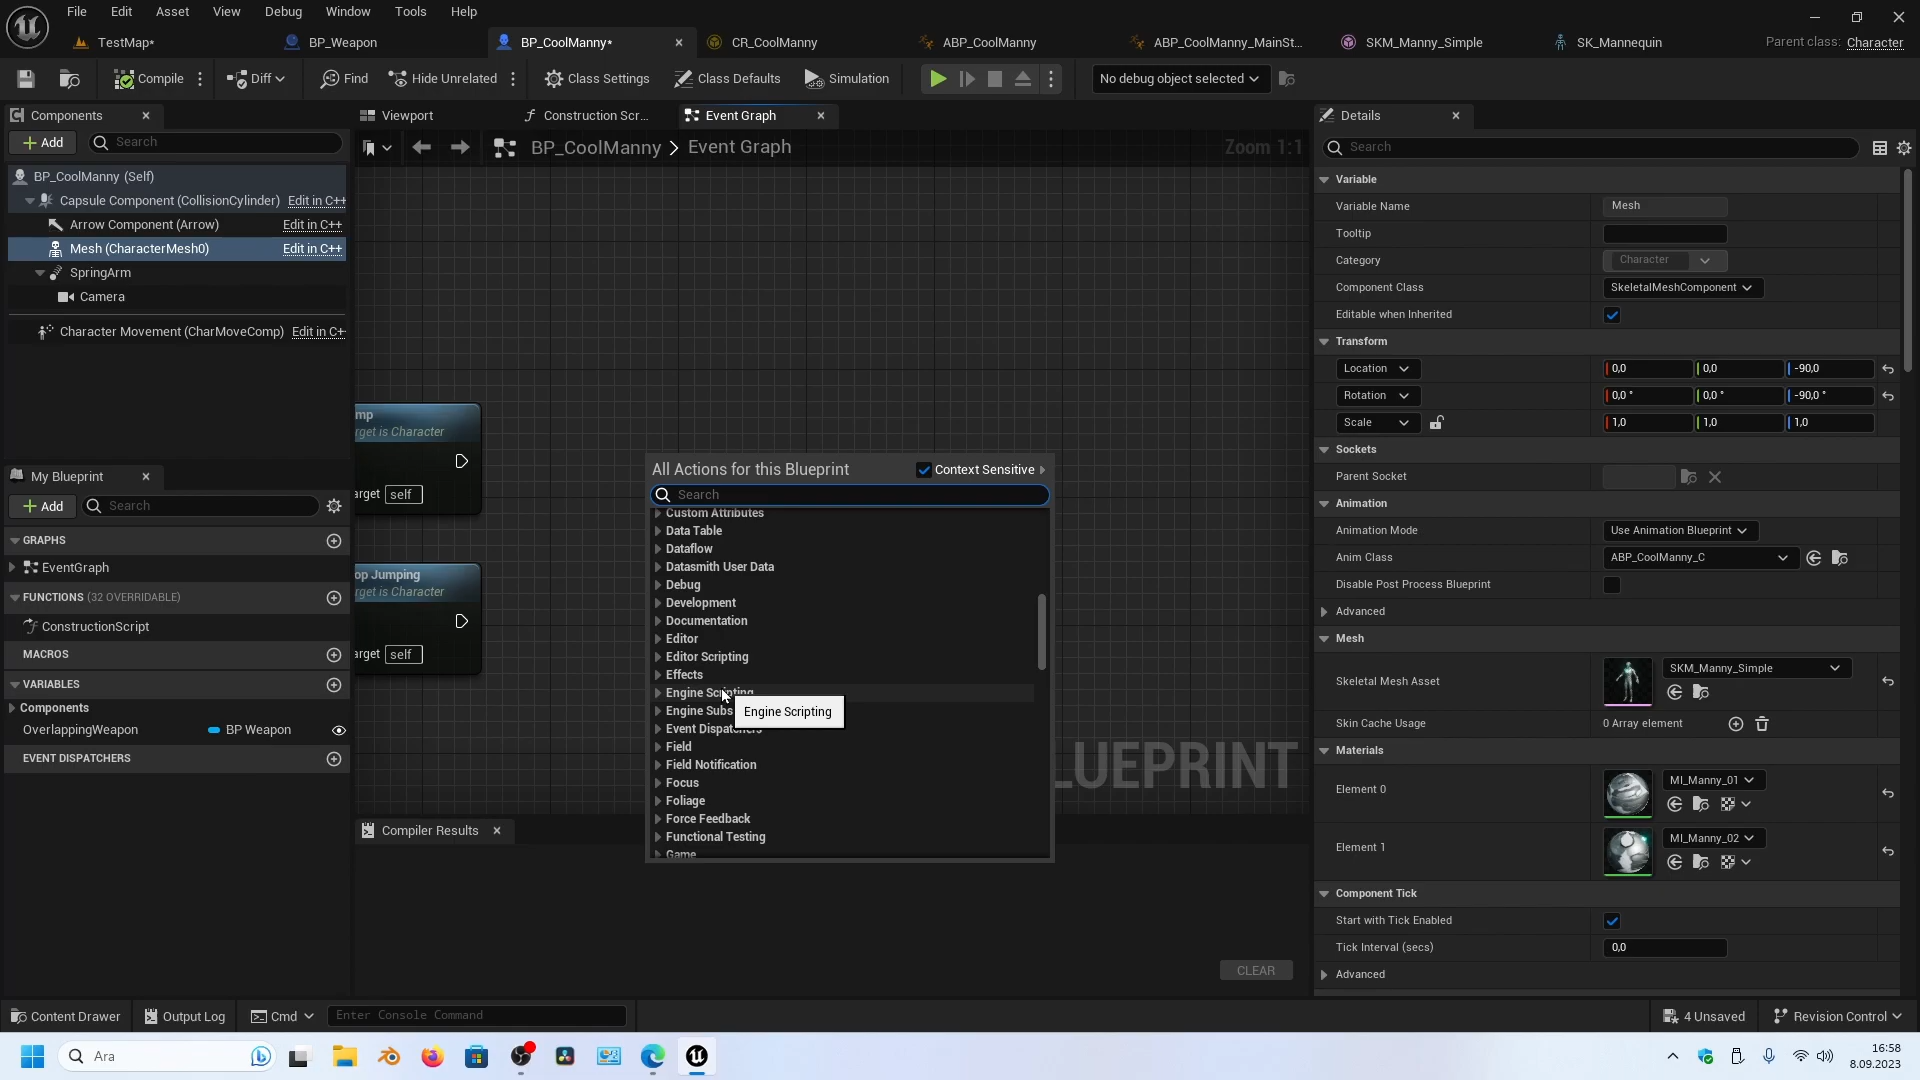 File Edit Asset View Debug Window Tools Help
TestMap* BP_Weapon BP_CoolManny* CR_CoolManny ABP_CoolManny ABP_CoolManny_MainSt... SKM_Manny_Simple SK_Mannequin Parent class: Character
Compile Diff Find Hide Unrelated Class Settings Class Defaults Simulation No debug object selected
Components
Add Search
BP_CoolManny (Self)
Capsule Component (CollisionCylinder) Edit in C++
Arrow Component (Arrow) Edit in C++
Mesh (CharacterMesh0) Edit in C++
SpringArm
Camera
Character Movement (CharMoveComp) Edit in C+
My Blueprint
Add Search
GRAPHS
EventGraph
FUNCTIONS (32 OVERRIDABLE)
ConstructionScript
MACROS
VARIABLES
Components
OverlappingWeapon BP Weapon
EVENT DISPATCHERS
Viewport Construction Scr... Event Graph
BP_CoolManny > Event Graph Zoom 1:1
mp
rget is Character
arget self
op Jumping
rget is Character
arget self
All Actions for this Blueprint Context Sensitive
Search
Custom Attributes
Data Table
Dataflow
Datasmith User Data
Debug
Development
Documentation
Editor
Editor Scripting
Effects
Engine Scripting
Engine Subs
Engine Scripting
Event Dispatchers
Field
Field Notification
Focus
Foliage
Force Feedback
Functional Testing
Game
LUEPRINT
Compiler Results
CLEAR
Details
Search
Variable
Variable Name Mesh
Tooltip
Category Character
Component Class SkeletalMeshComponent
Editable when Inherited
Transform
Location 0,0 0,0 -90,0
Rotation 0,0 ° 0,0 ° -90,0 °
Scale 1,0 1,0 1,0
Sockets
Parent Socket
Animation
Animation Mode Use Animation Blueprint
Anim Class ABP_CoolManny_C
Disable Post Process Blueprint
Advanced
Mesh
Skeletal Mesh Asset SKM_Manny_Simple
Skin Cache Usage 0 Array element
Materials
Element 0 MI_Manny_01
Element 1 MI_Manny_02
Component Tick
Start with Tick Enabled
Tick Interval (secs) 0,0
Advanced
Content Drawer Output Log Cmd Enter Console Command 4 Unsaved Revision Control
Ara
16:58
8.09.2023